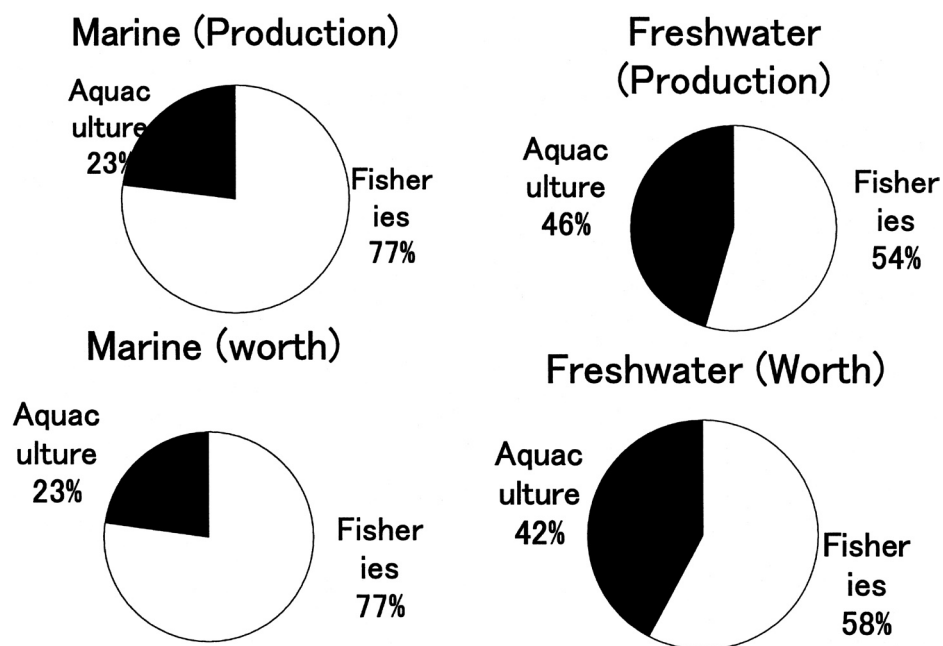 Marine (Production)
Aquac
ulture
23%
Fisher
ies
77%
Freshwater
(Production)
Aquac
ulture
46%
Fisher
ies
54%
Marine (worth)
Aquac
ulture
23%
Fisher
ies
77%
Freshwater (Worth)
Aquac
ulture
42%
Fisher
ies
58%